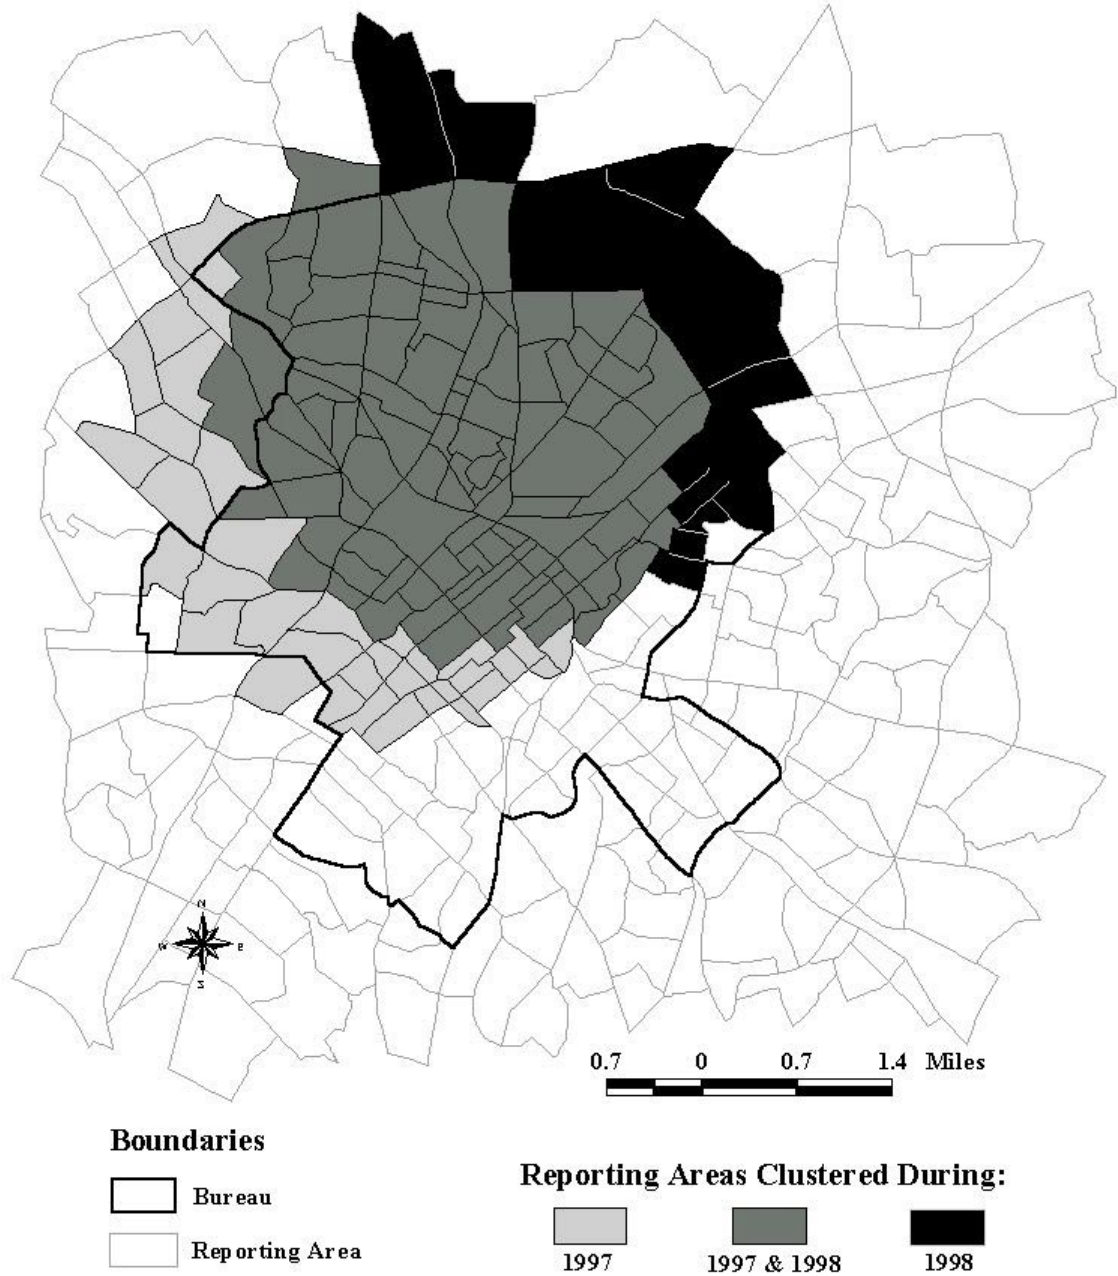 N
W E
S
0.7 0 0.7 1.4 Miles
Boundaries
Bureau
Reporting Area
Reporting Areas Clustered During:
1997 1997 & 1998 1998